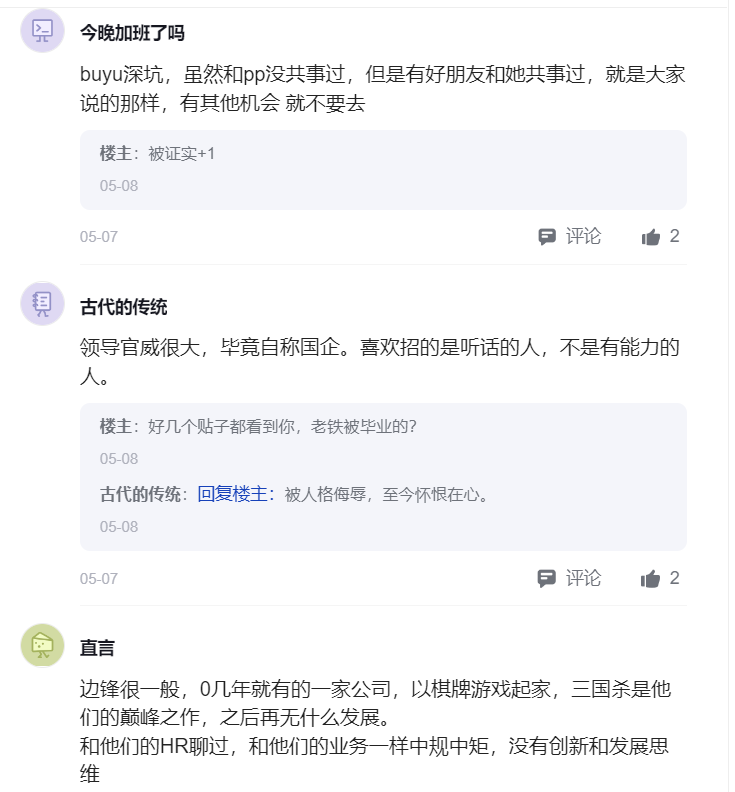 今晚加班了吗
buyu深坑，虽然和pp没共事过，但是有好朋友和她共事过，就是大家
说的那样，有其他机会 就不要去
楼主：被证实+1
05-08
05-07 评论 2
古代的传统
领导官威很大，毕竟自称国企。喜欢招的是听话的人，不是有能力的
人。
楼主：好几个贴子都看到你，老铁被毕业的？
05-08
古代的传统：回复楼主：被人格侮辱，至今怀恨在心。
05-08
05-07 评论 2
直言
边锋很一般，0几年就有的一家公司，以棋牌游戏起家，三国杀是他
们的巅峰之作，之后再无什么发展。
和他们的HR聊过，和他们的业务一样中规中矩，没有创新和发展思
维